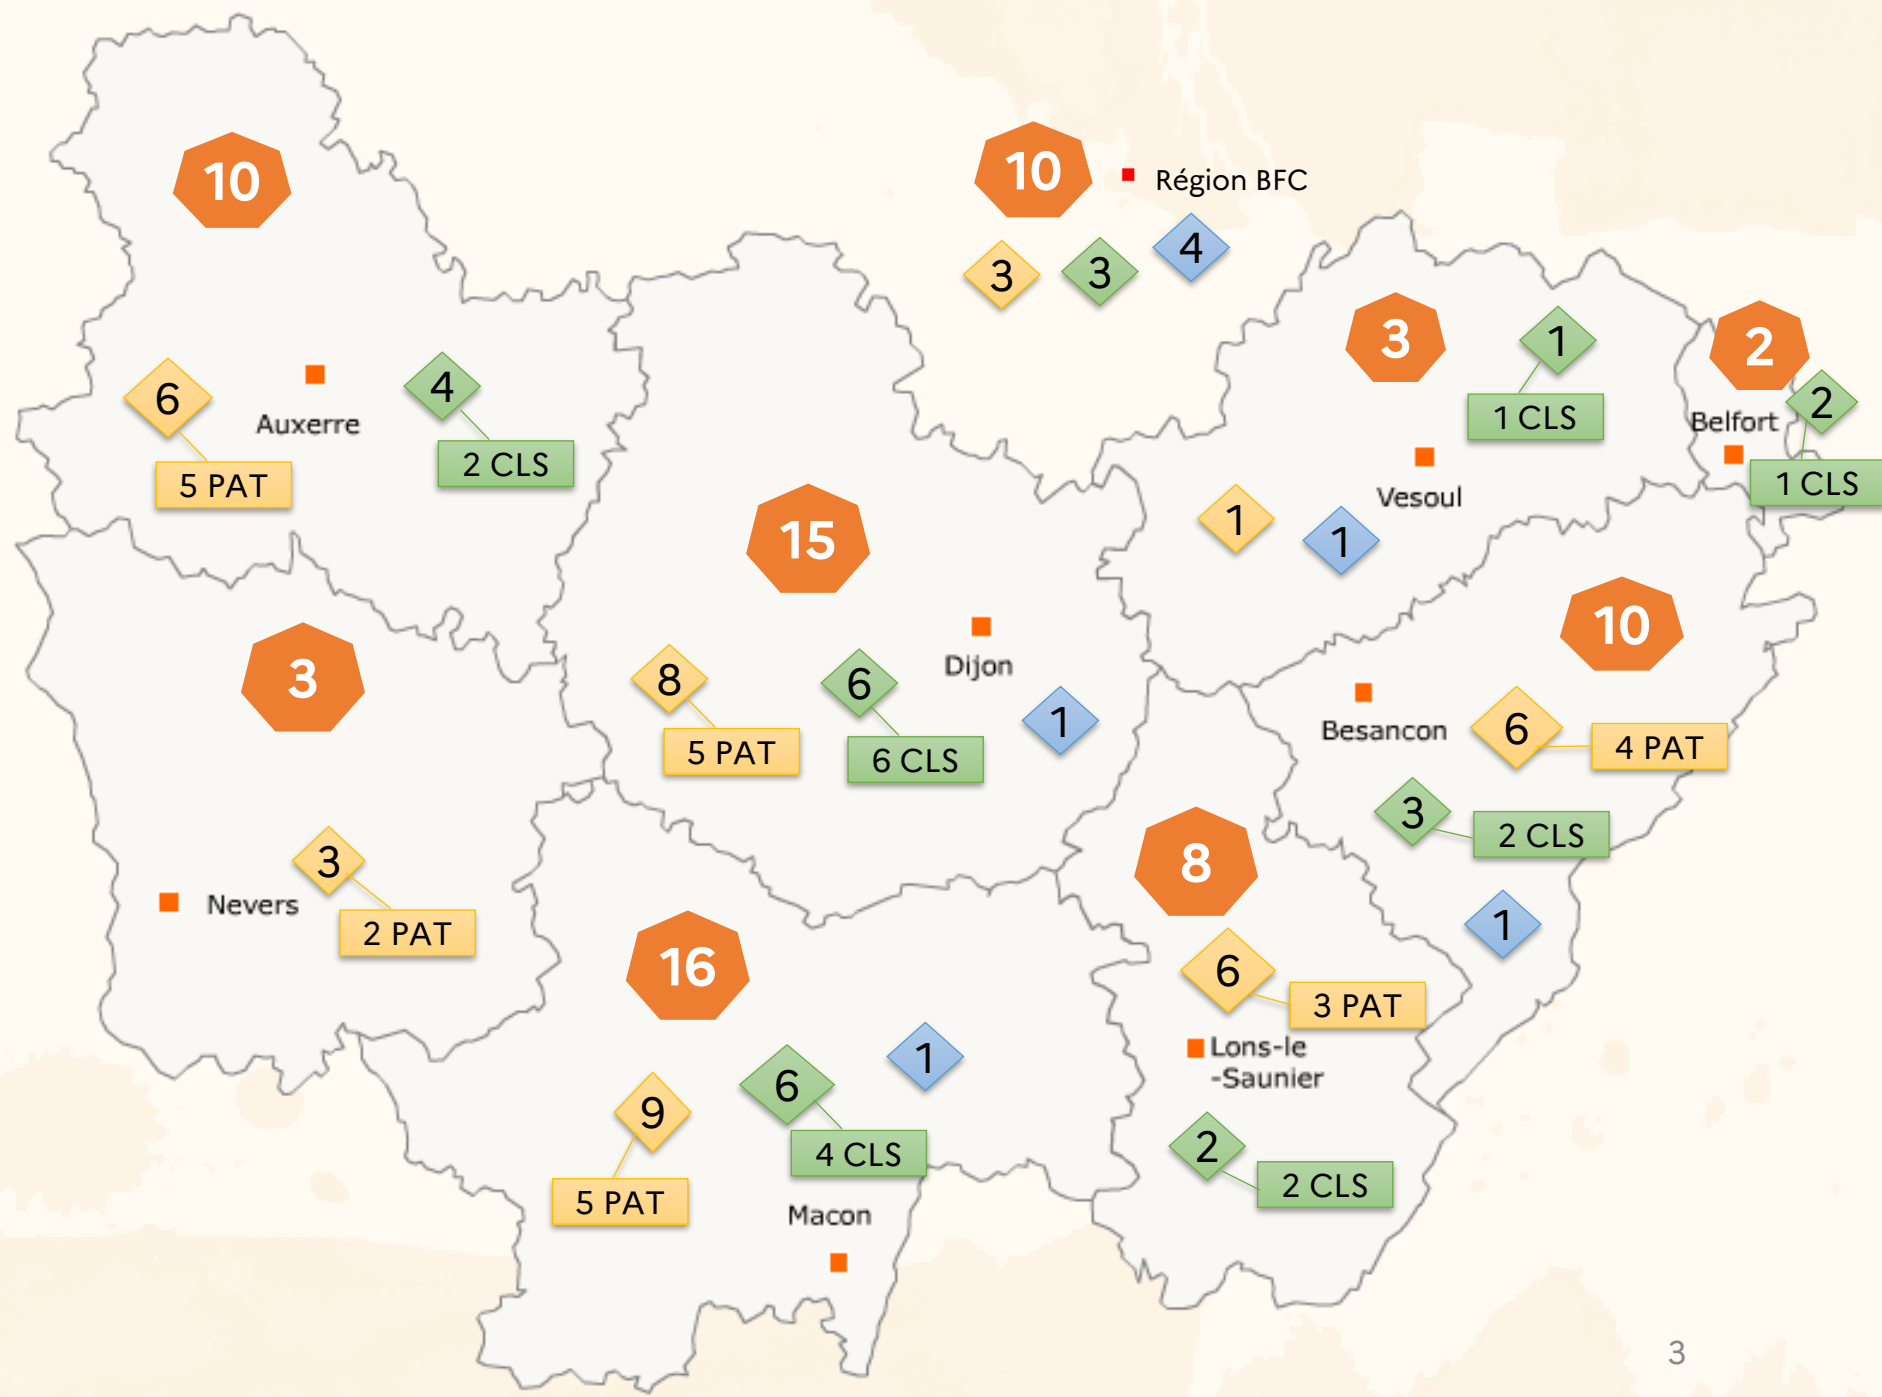 10
10
Région BFC
3
3
4
3
1
1 CLS
2
2
Belfort
1 CLS
6
Auxerre
4
5 PAT
2 CLS
Vesoul
1
1
15
Dijon
8
5 PAT
6
6 CLS
1
10
Besancon
6
4 PAT
3
2 CLS
1
3
Nevers
3
2 PAT
8
6
3 PAT
Lons-le
-Saunier
2
2 CLS
16
9
5 PAT
6
4 CLS
1
Macon
3